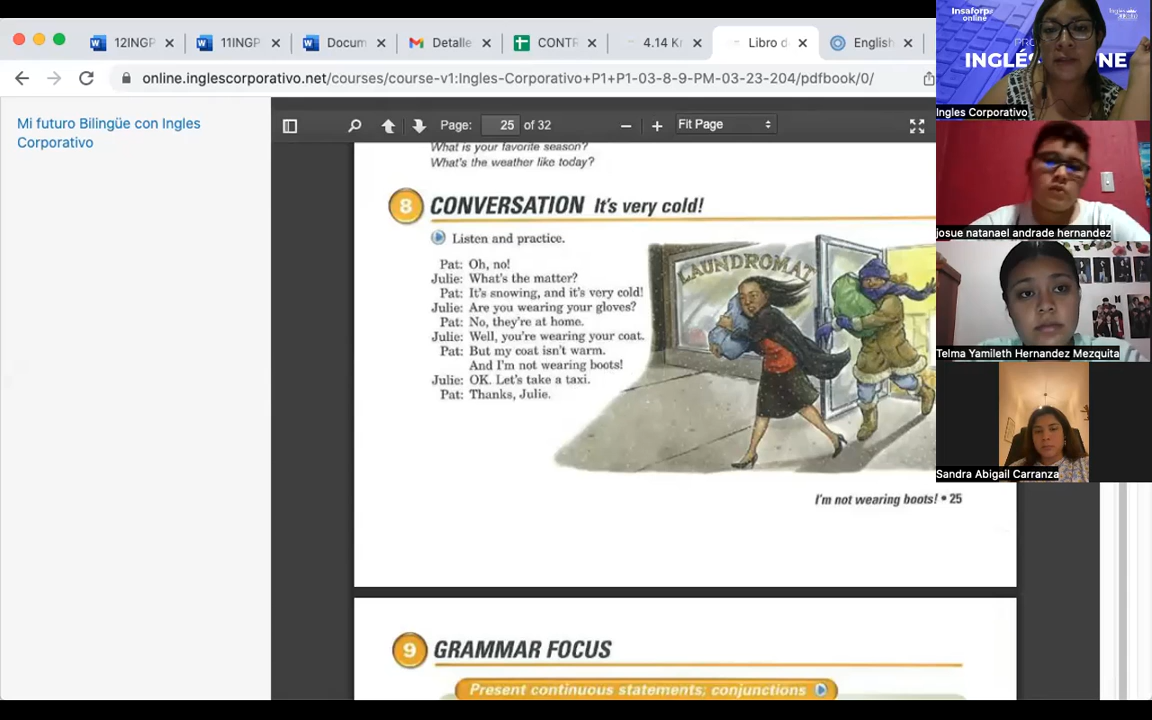 12INGP
11INGP
Docum
Detalle
CONTR
4.14 Kr
Libro d
English
online.inglescorporativo.net/courses/course-v1:Ingles-Corporativo+P1+P1-03-8-9-PM-03-23-204/pdfbook/0/
Mi futuro Bilingüe con Ingles
Corporativo
Page: 25 of 32
Fit Page
What is your favorite season?
What's the weather like today?
8 CONVERSATION It's very cold!
Listen and practice.
Pat: Oh, no!
Julie: What's the matter?
Pat: It's snowing, and it's very cold!
Julie: Are you wearing your gloves?
Pat: No, they're at home.
Julie: Well, you're wearing your coat.
Pat: But my coat isn't warm.
And I'm not wearing boots!
Julie: OK. Let's take a taxi.
Pat: Thanks, Julie.
LAUNDROMAT
I'm not wearing boots! • 25
9 GRAMMAR FOCUS
Present continuous statements; conjunctions
Insaforp
online
Ingles
INGLÉS
NE
Ingles Corporativo
josue natanael andrade hernandez
Telma Yamileth Hernandez Mezquita
Sandra Abigail Carranza